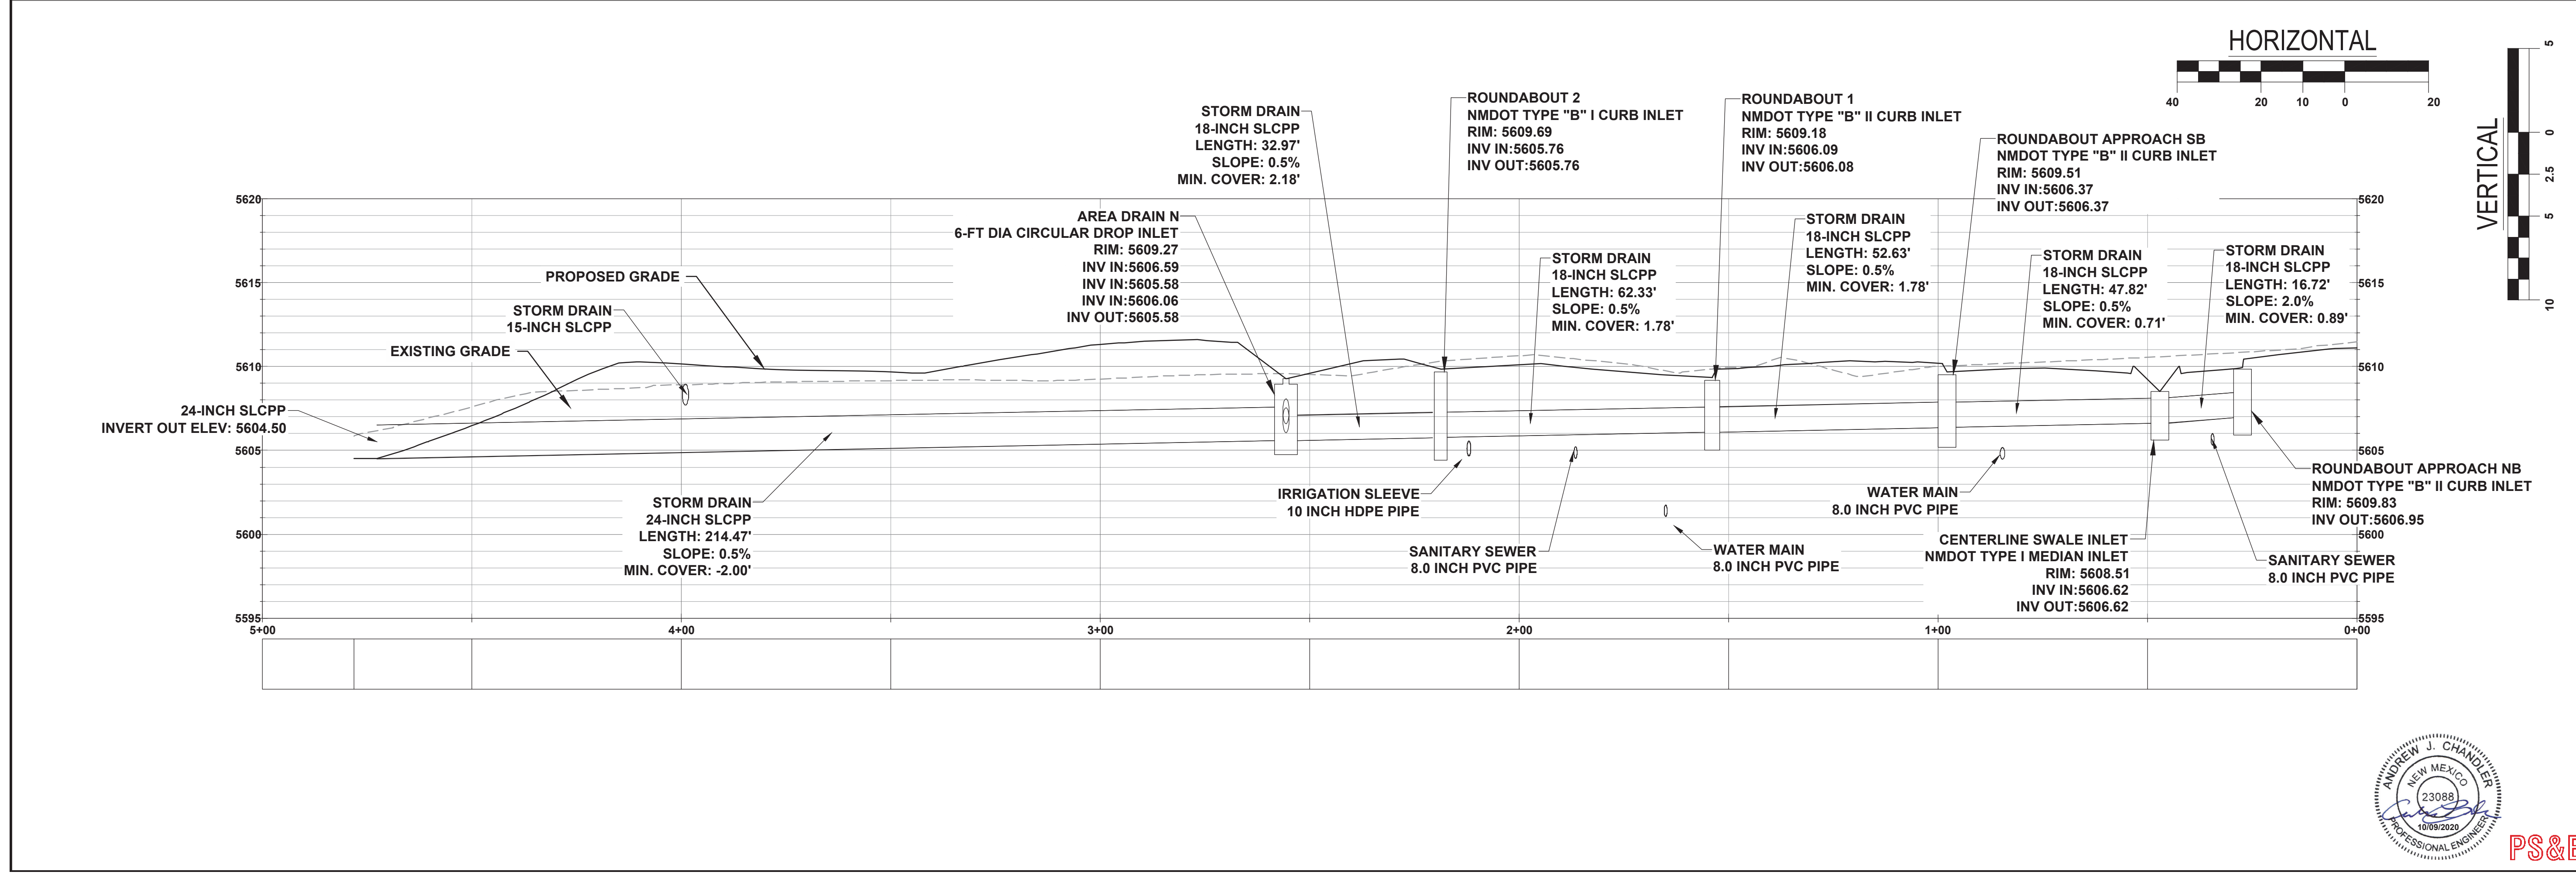 HORIZONTAL
40 20 10 0 20
VERTICAL
5
0
2.5
5
10
STORM DRAIN
18-INCH SLCPP
LENGTH: 32.97'
SLOPE: 0.5%
MIN. COVER: 2.18'
ROUNDABOUT 2
NMDOT TYPE "B" I CURB INLET
RIM: 5609.69
INV IN:5605.76
INV OUT:5605.76
ROUNDABOUT 1
NMDOT TYPE "B" II CURB INLET
RIM: 5609.18
INV IN:5606.09
INV OUT:5606.08
ROUNDABOUT APPROACH SB
NMDOT TYPE "B" II CURB INLET
RIM: 5609.51
INV IN:5606.37
INV OUT:5606.37
AREA DRAIN N
6-FT DIA CIRCULAR DROP INLET
RIM: 5609.27
INV IN:5606.59
INV IN:5605.58
INV IN:5606.06
INV OUT:5605.58
STORM DRAIN
18-INCH SLCPP
LENGTH: 62.33'
SLOPE: 0.5%
MIN. COVER: 1.78'
STORM DRAIN
18-INCH SLCPP
LENGTH: 52.63'
SLOPE: 0.5%
MIN. COVER: 1.78'
STORM DRAIN
18-INCH SLCPP
LENGTH: 47.82'
SLOPE: 0.5%
MIN. COVER: 0.71'
STORM DRAIN
18-INCH SLCPP
LENGTH: 16.72'
SLOPE: 2.0%
MIN. COVER: 0.89'
PROPOSED GRADE
STORM DRAIN
15-INCH SLCPP
EXISTING GRADE
24-INCH SLCPP
INVERT OUT ELEV: 5604.50
STORM DRAIN
24-INCH SLCPP
LENGTH: 214.47'
SLOPE: 0.5%
MIN. COVER: -2.00'
IRRIGATION SLEEVE
10 INCH HDPE PIPE
SANITARY SEWER
8.0 INCH PVC PIPE
WATER MAIN
8.0 INCH PVC PIPE
WATER MAIN
8.0 INCH PVC PIPE
CENTERLINE SWALE INLET
NMDOT TYPE I MEDIAN INLET
RIM: 5608.51
INV IN:5606.62
INV OUT:5606.62
ROUNDABOUT APPROACH NB
NMDOT TYPE "B" II CURB INLET
RIM: 5609.83
INV OUT:5606.95
SANITARY SEWER
8.0 INCH PVC PIPE
5620
5615
5610
5605
5600
5595
5620
5615
5610
5605
5600
5595
5+00 4+00 3+00 2+00 1+00 0+00
ANDREW J. CHANDLER
NEW MEXICO
23088
10/09/2020
PROFESSIONAL ENGINEER
PS&E